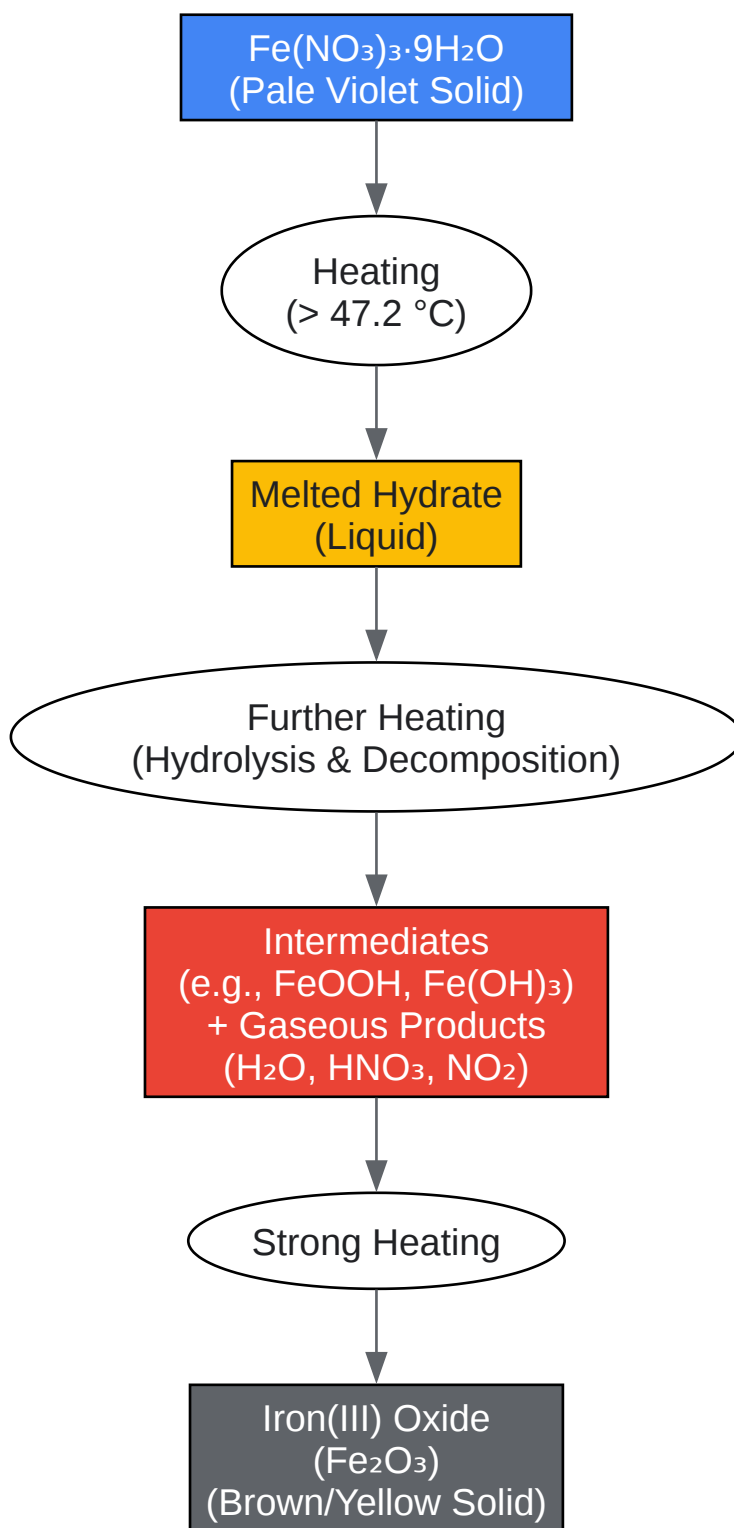 Fe(NO₃)₃·9H₂O
(Pale Violet Solid)
Heating
(> 47.2 °C)
Melted Hydrate
(Liquid)
Further Heating
(Hydrolysis & Decomposition)
Intermediates
(e.g., FeOOH, Fe(OH)₃)
+ Gaseous Products
(H₂O, HNO₃, NO₂)
Strong Heating
Iron(III) Oxide
(Fe₂O₃)
(Brown/Yellow Solid)